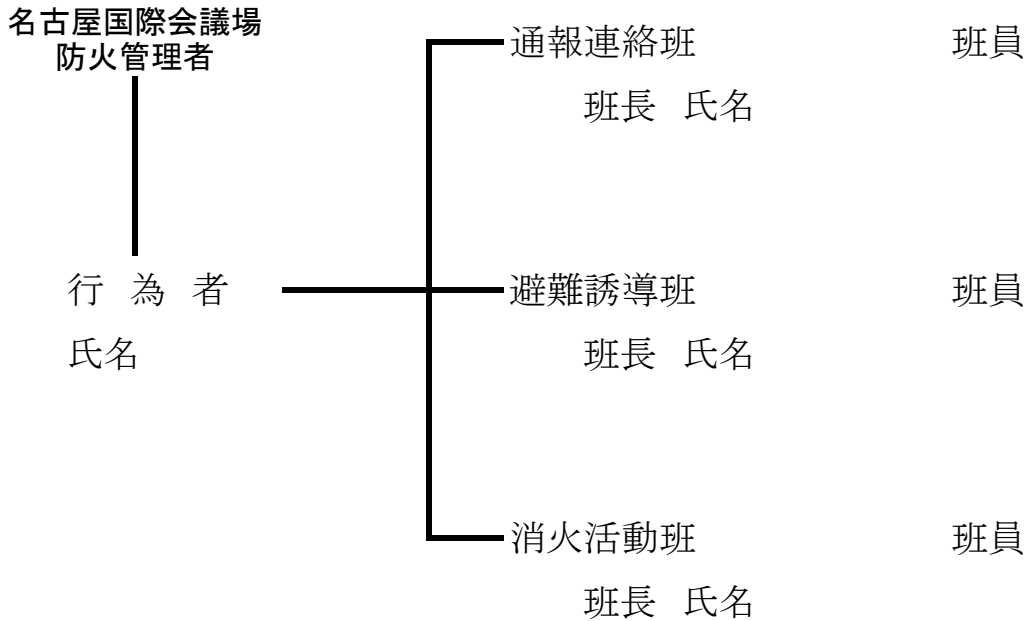 名古屋国際会議場
防火管理者
通報連絡班 班員
班長 氏名
行為者
避難誘導班 班員
氏名
班長 氏名
消火活動班 班員
班長 氏名